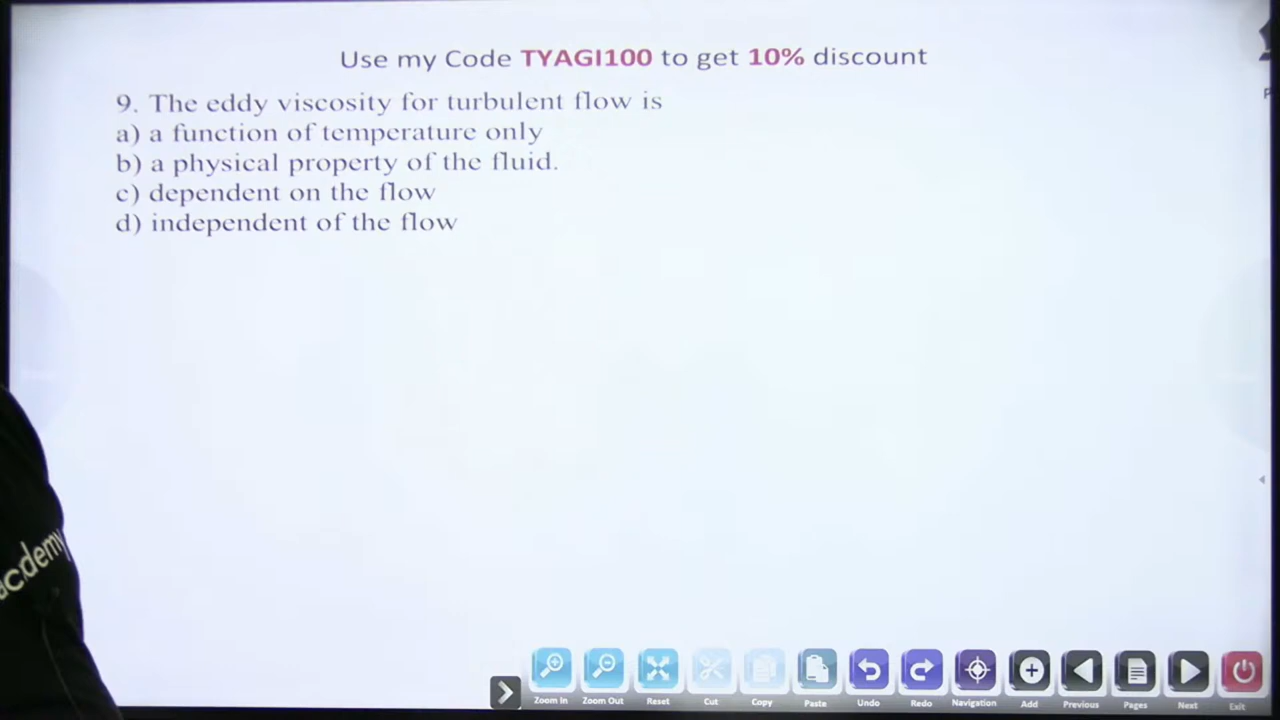 Use my Code TYAGI100 to get 10% discount
9. The eddy viscosity for turbulent flow is
a) a function of temperature only
b) a physical property of the fluid.
c) dependent on the flow
d) independent of the flow
Zoom In Zoom Out Reset Cut Copy Paste Undo Redo Navigation Add Previous Pages Next Exit